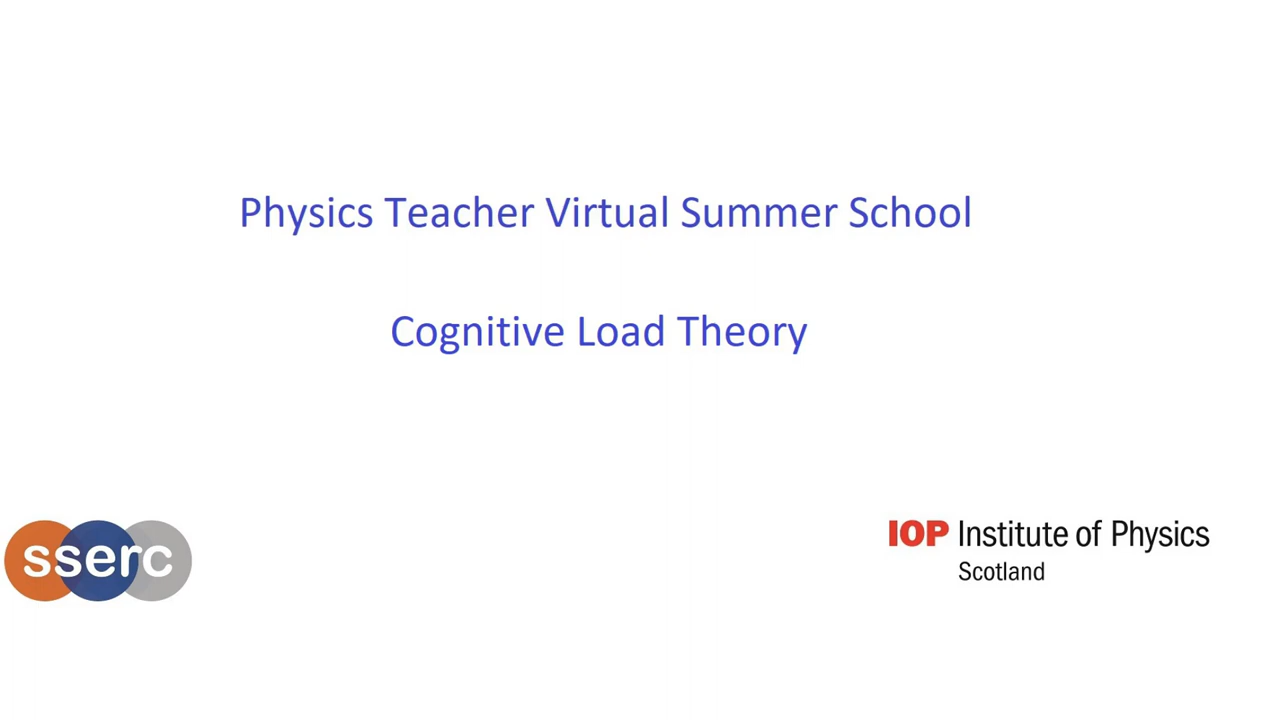 Physics Teacher Virtual Summer School
Cognitive Load Theory
sserc
IOP Institute of Physics
Scotland